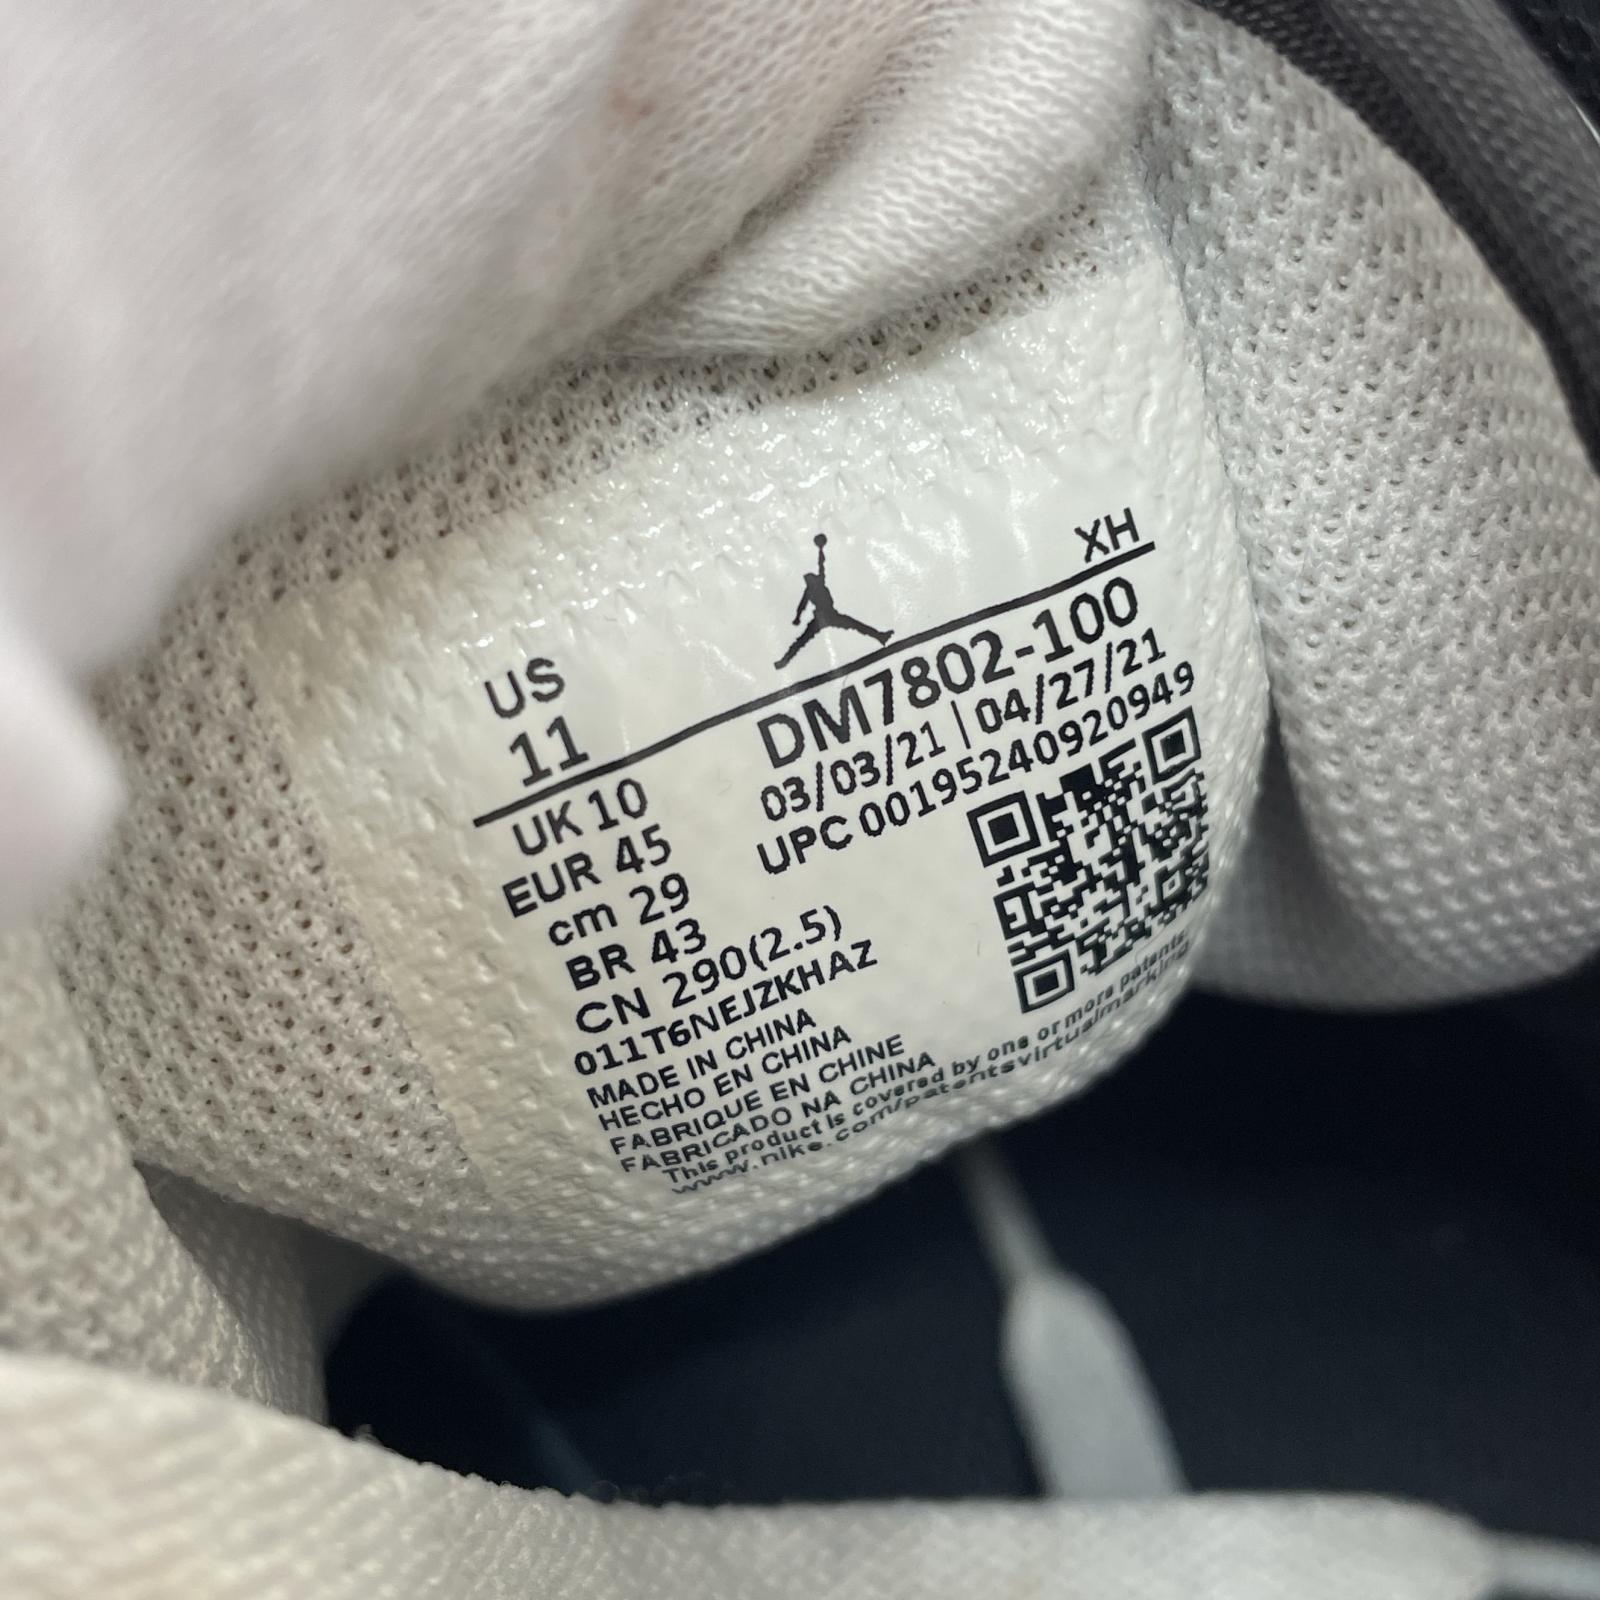 XH
US
11
DM7802-100
03/03/21 | 04/27/21
UPC 00195240920949
UK 10
EUR 45
cm 29
BR 43
CN 290(2.5)
011T6NEJZKHAZ
MADE IN CHINA
HECHO EN CHINA
FABRIQUE EN CHINE
FABRICADO NA CHINA
This product is covered by one or more patents.
www.nike.com/patentsvirtualmarking